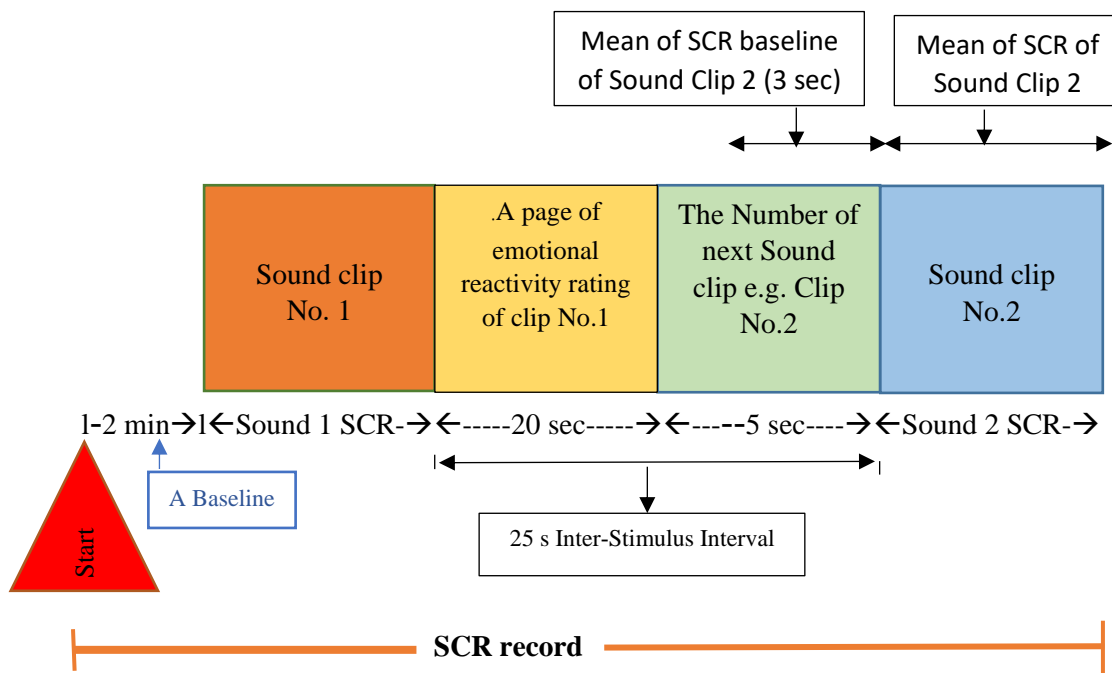 Mean of SCR baseline
of Sound Clip 2 (3 sec)
Mean of SCR of
Sound Clip 2
Sound clip
No. 1
.A page of
emotional
reactivity rating
of clip No.1
The Number of
next Sound
clip e.g. Clip
No.2
Sound clip
No.2
1-2 min→1←Sound 1 SCR-→←-----20 sec-----→←-----5 sec----→←Sound 2 SCR-→
A Baseline
Start
25 s Inter-Stimulus Interval
SCR record